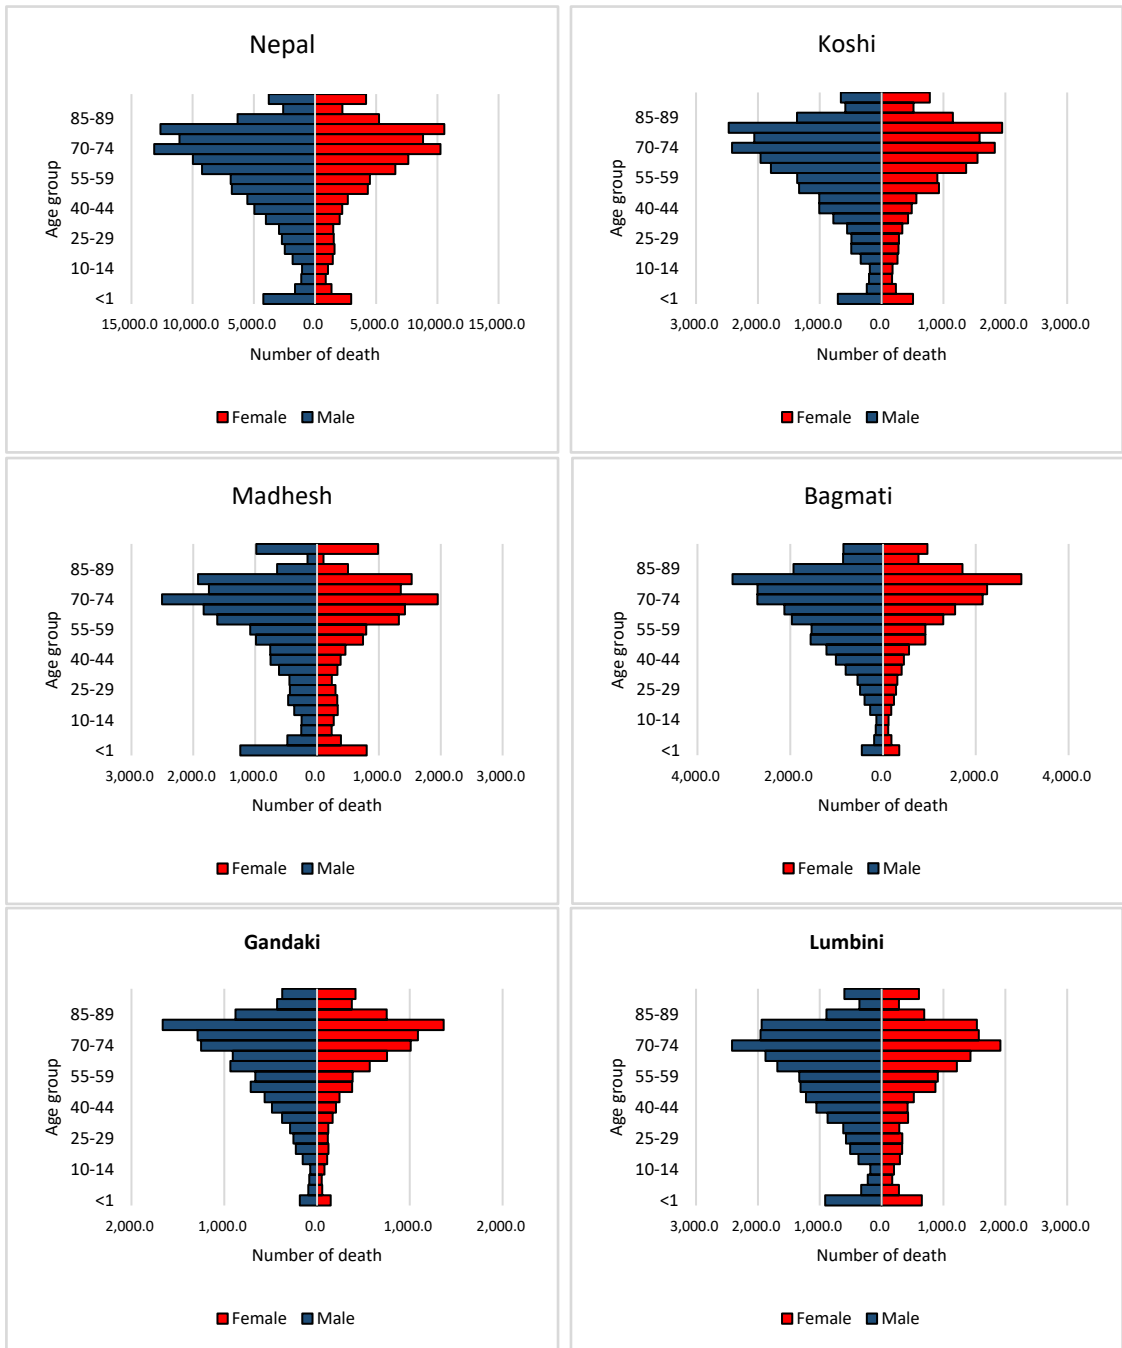 Nepal
Age group
85-89
70-74
55-59
40-44
25-29
10-14
<1
15,000.0 10,000.0 5,000.0 0.0 5,000.0 10,000.0 15,000.0
Number of death
Female Male
Koshi
Age group
85-89
70-74
55-59
40-44
25-29
10-14
<1
3,000.0 2,000.0 1,000.0 0.0 1,000.0 2,000.0 3,000.0
Number of death
Female Male
Madhesh
Age group
85-89
70-74
55-59
40-44
25-29
10-14
<1
3,000.0 2,000.0 1,000.0 0.0 1,000.0 2,000.0 3,000.0
Number of death
Female Male
Bagmati
Age group
85-89
70-74
55-59
40-44
25-29
10-14
<1
4,000.0 2,000.0 0.0 2,000.0 4,000.0
Number of death
Female Male
Gandaki
Age group
85-89
70-74
55-59
40-44
25-29
10-14
<1
2,000.0 1,000.0 0.0 1,000.0 2,000.0
Number of death
Female Male
Lumbini
Age group
85-89
70-74
55-59
40-44
25-29
10-14
<1
3,000.0 2,000.0 1,000.0 0.0 1,000.0 2,000.0 3,000.0
Number of death
Female Male